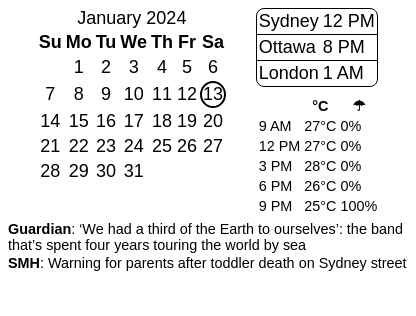 January 2024
Su Mo Tu We Th Fr Sa
1 2 3 4 5 6
7 8 9 10 11 12 13
14 15 16 17 18 19 20
21 22 23 24 25 26 27
28 29 30 31
Sydney 12 PM
Ottawa 8 PM
London 1 AM
°C ☂
9 AM 27°C 0%
12 PM 27°C 0%
3 PM 28°C 0%
6 PM 26°C 0%
9 PM 25°C 100%
Guardian: ‘We had a third of the Earth to ourselves’: the band
that’s spent four years touring the world by sea
SMH: Warning for parents after toddler death on Sydney street